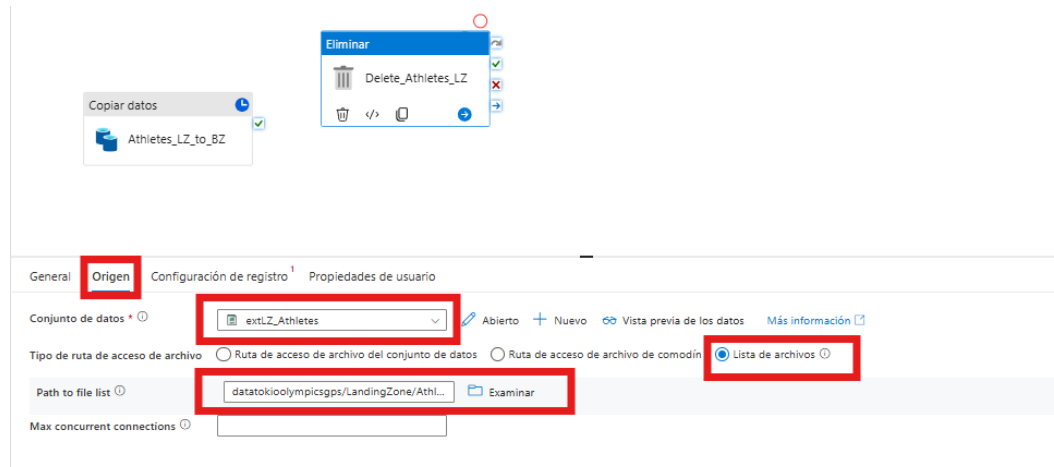 Eliminar
Delete_Athletes_LZ
Copiar datos
Athletes_LZ_to_BZ
General Origen Configuración de registro 1 Propiedades de usuario
Conjunto de datos * extLZ_Athletes Abierto Nuevo Vista previa de los datos Más información
Tipo de ruta de acceso de archivo Ruta de acceso de archivo del conjunto de datos Ruta de acceso de archivo de comodín Lista de archivos
Path to file list datatokioolympicsgps/LandingZone/Athl... Examinar
Max concurrent connections